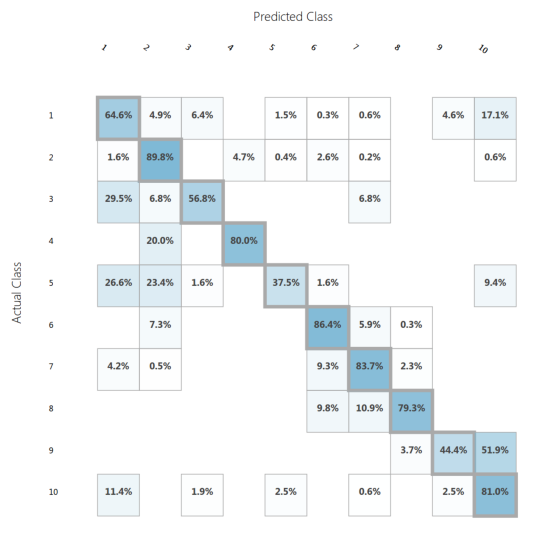 Predicted Class
1 2 3 4 5 6 7 8 9 10
Actual Class
1 64.6% 4.9% 6.4% 1.5% 0.3% 0.6% 4.6% 17.1%
2 1.6% 89.8% 4.7% 0.4% 2.6% 0.2% 0.6%
3 29.5% 6.8% 56.8% 6.8%
4 20.0% 80.0%
5 26.6% 23.4% 1.6% 37.5% 1.6% 9.4%
6 7.3% 86.4% 5.9% 0.3%
7 4.2% 0.5% 9.3% 83.7% 2.3%
8 9.8% 10.9% 79.3%
9 3.7% 44.4% 51.9%
10 11.4% 1.9% 2.5% 0.6% 2.5% 81.0%